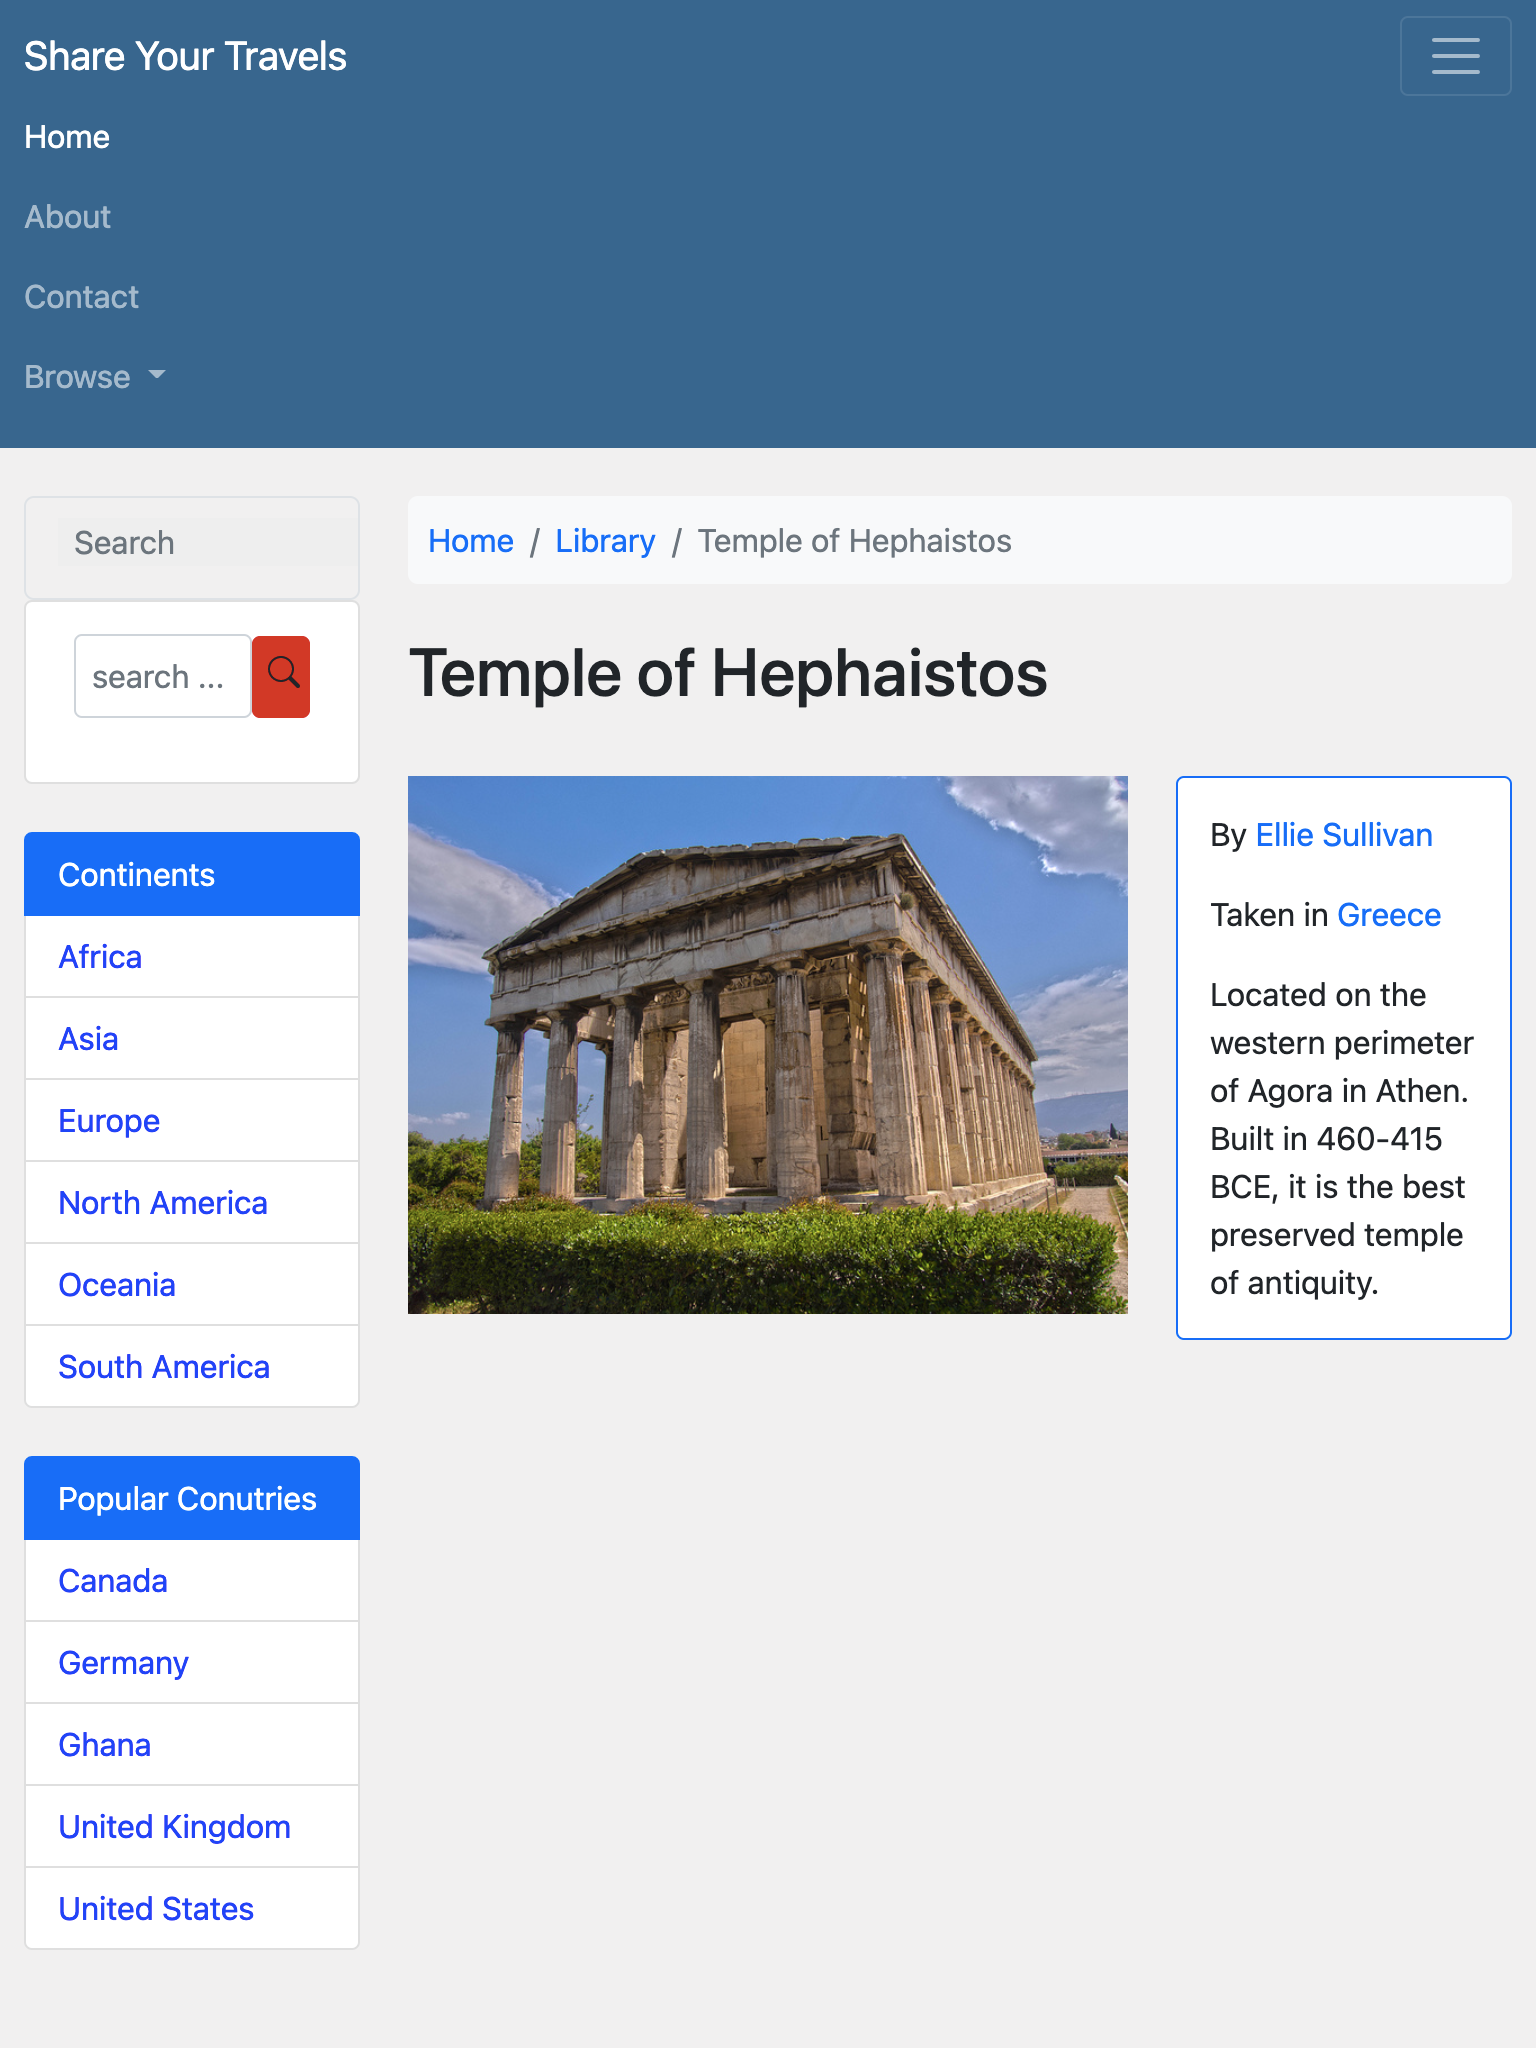 Share Your Travels
Home
About
Contact
Browse
Search
search ...
Continents
Africa
Asia
Europe
North America
Oceania
South America
Popular Conutries
Canada
Germany
Ghana
United Kingdom
United States
Home / Library / Temple of Hephaistos
Temple of Hephaistos
By Ellie Sullivan
Taken in Greece
Located on the
western perimeter
of Agora in Athen.
Built in 460-415
BCE, it is the best
preserved temple
of antiquity.